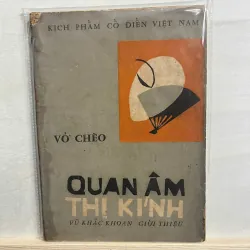 KỊCH PHẨM CỔ ĐIỂN VIỆT NAM
VỞ CHÈO
QUAN ÂM
THỊ KÍNH
VŨ KHẮC KHOAN GIỚI THIỆU